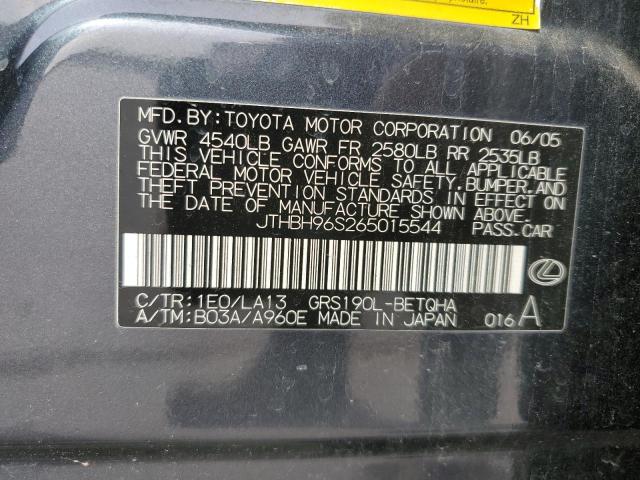 ZH
MFD. BY: TOYOTA MOTOR CORPORATION 06/05
GVWR 4540LB GAWR FR 2580LB RR 2535LB
THIS VEHICLE CONFORMS TO ALL APPLICABLE
FEDERAL MOTOR VEHICLE SAFETY, BUMPER, AND
THEFT PREVENTION STANDARDS IN EFFECT ON
THE DATE OF MANUFACTURE SHOWN ABOVE.
JTHBH96S265015544 PASS. CAR
C/TR: 1E0/LA13 GRS190L-BETQHA
A/TM: B03A/A960E MADE IN JAPAN 016 A